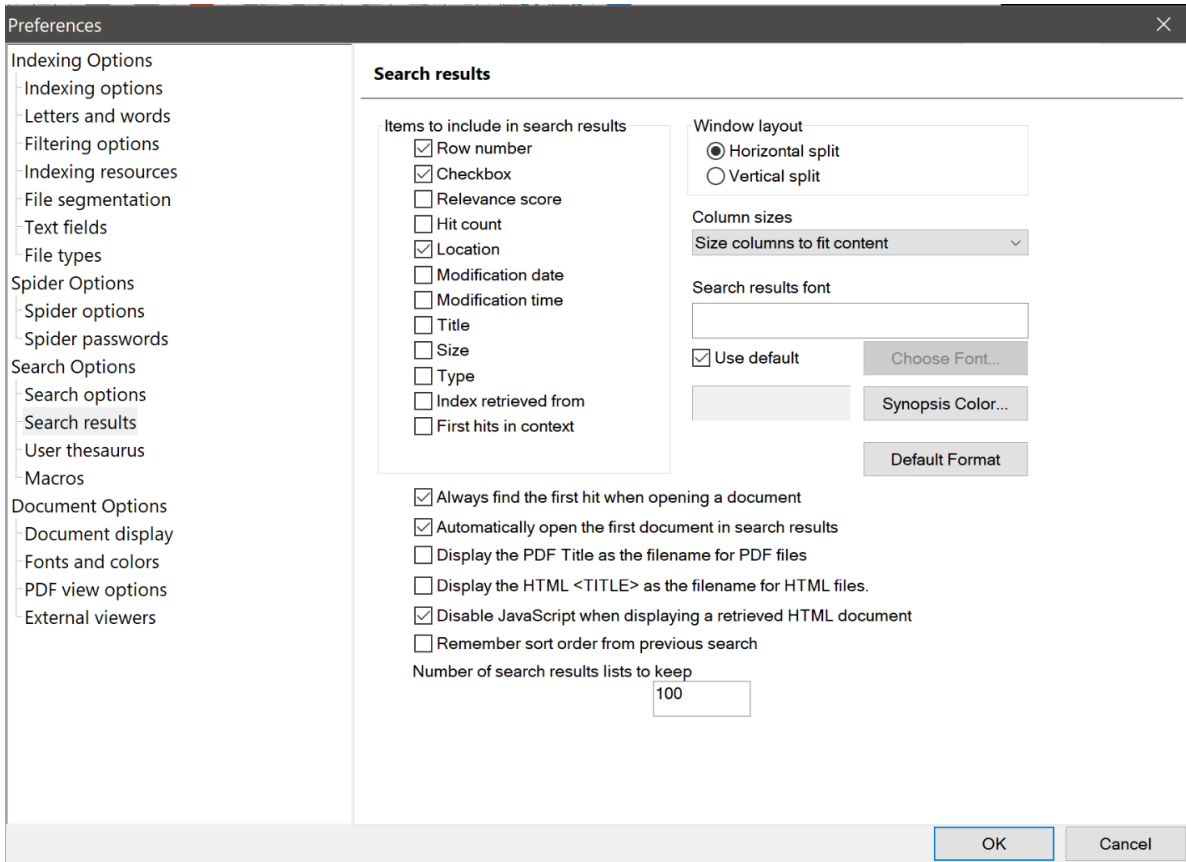 Preferences
Indexing Options
Indexing options
Letters and words
Filtering options
Indexing resources
File segmentation
Text fields
File types
Spider Options
Spider options
Spider passwords
Search Options
Search options
Search results
User thesaurus
Macros
Document Options
Document display
Fonts and colors
PDF view options
External viewers
Search results
Items to include in search results
Row number
Checkbox
Relevance score
Hit count
Location
Modification date
Modification time
Title
Size
Type
Index retrieved from
First hits in context
Window layout
Horizontal split
Vertical split
Column sizes
Size columns to fit content
Search results font
Use default
Choose Font...
Synopsis Color...
Default Format
Always find the first hit when opening a document
Automatically open the first document in search results
Display the PDF Title as the filename for PDF files
Display the HTML <TITLE> as the filename for HTML files.
Disable JavaScript when displaying a retrieved HTML document
Remember sort order from previous search
Number of search results lists to keep
100
OK
Cancel